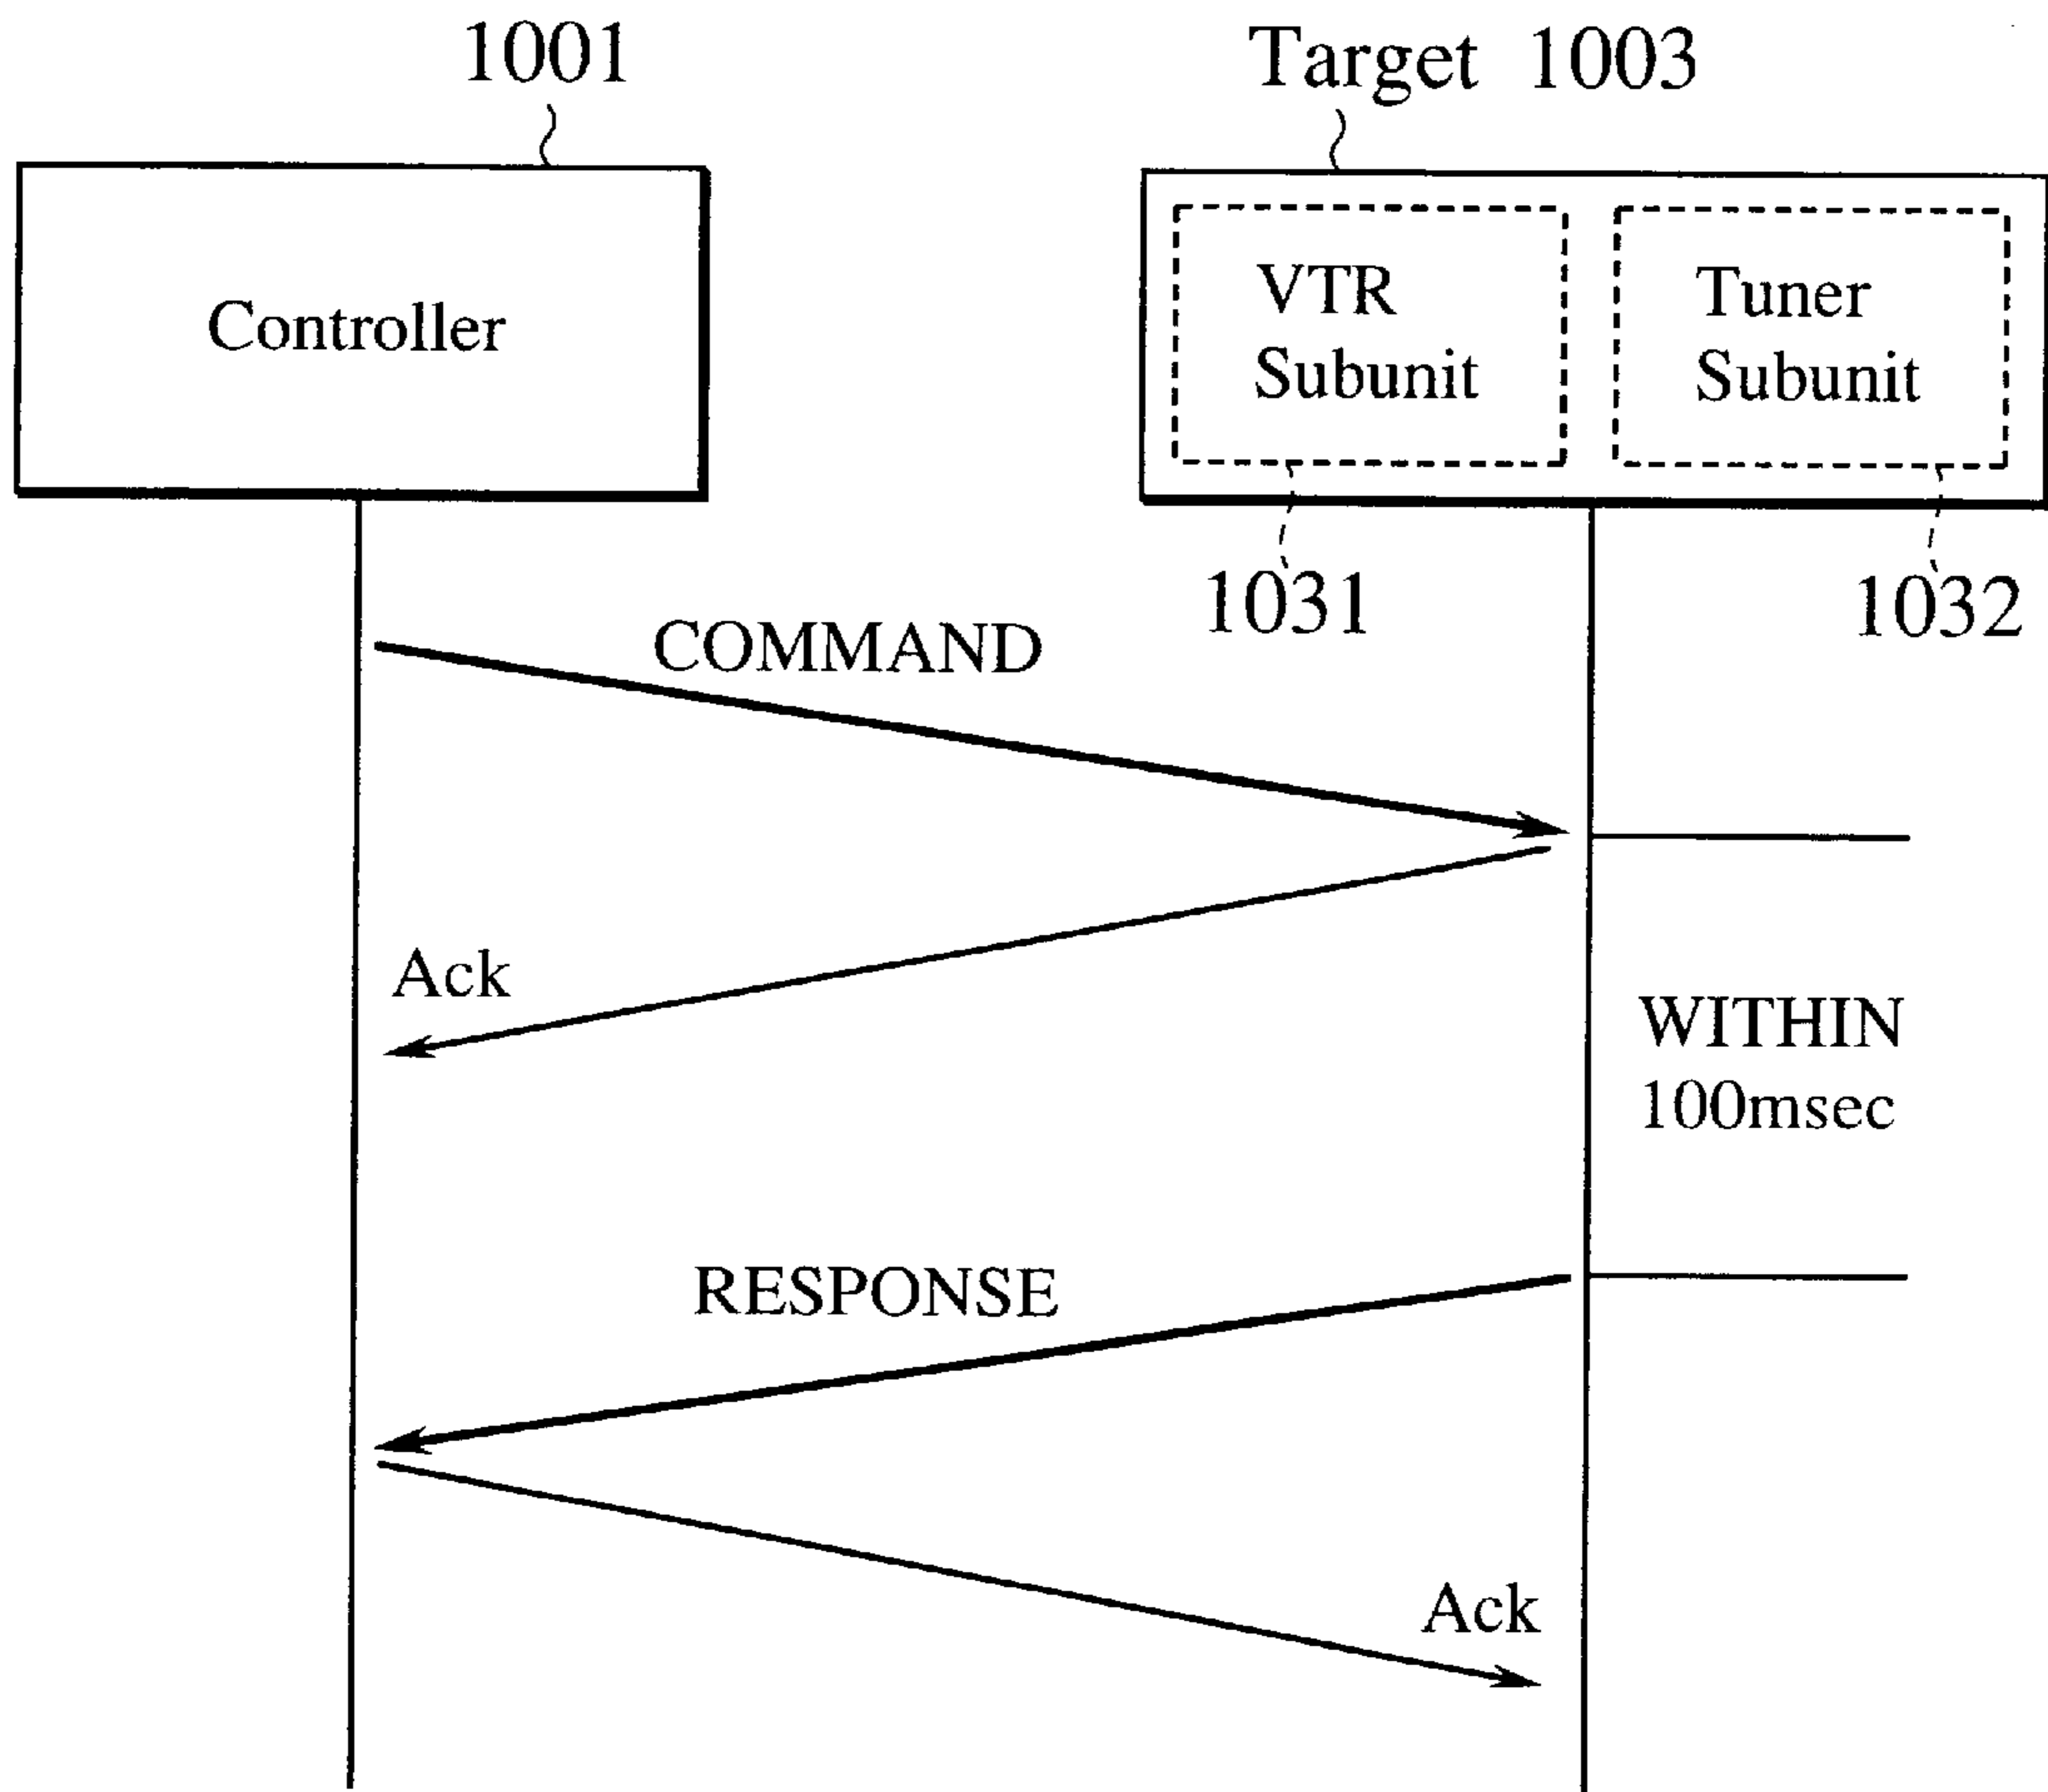 1001
Target 1003
Controller
VTR
Subunit
Tuner
Subunit
1031
1032
COMMAND
Ack
WITHIN
100msec
RESPONSE
Ack